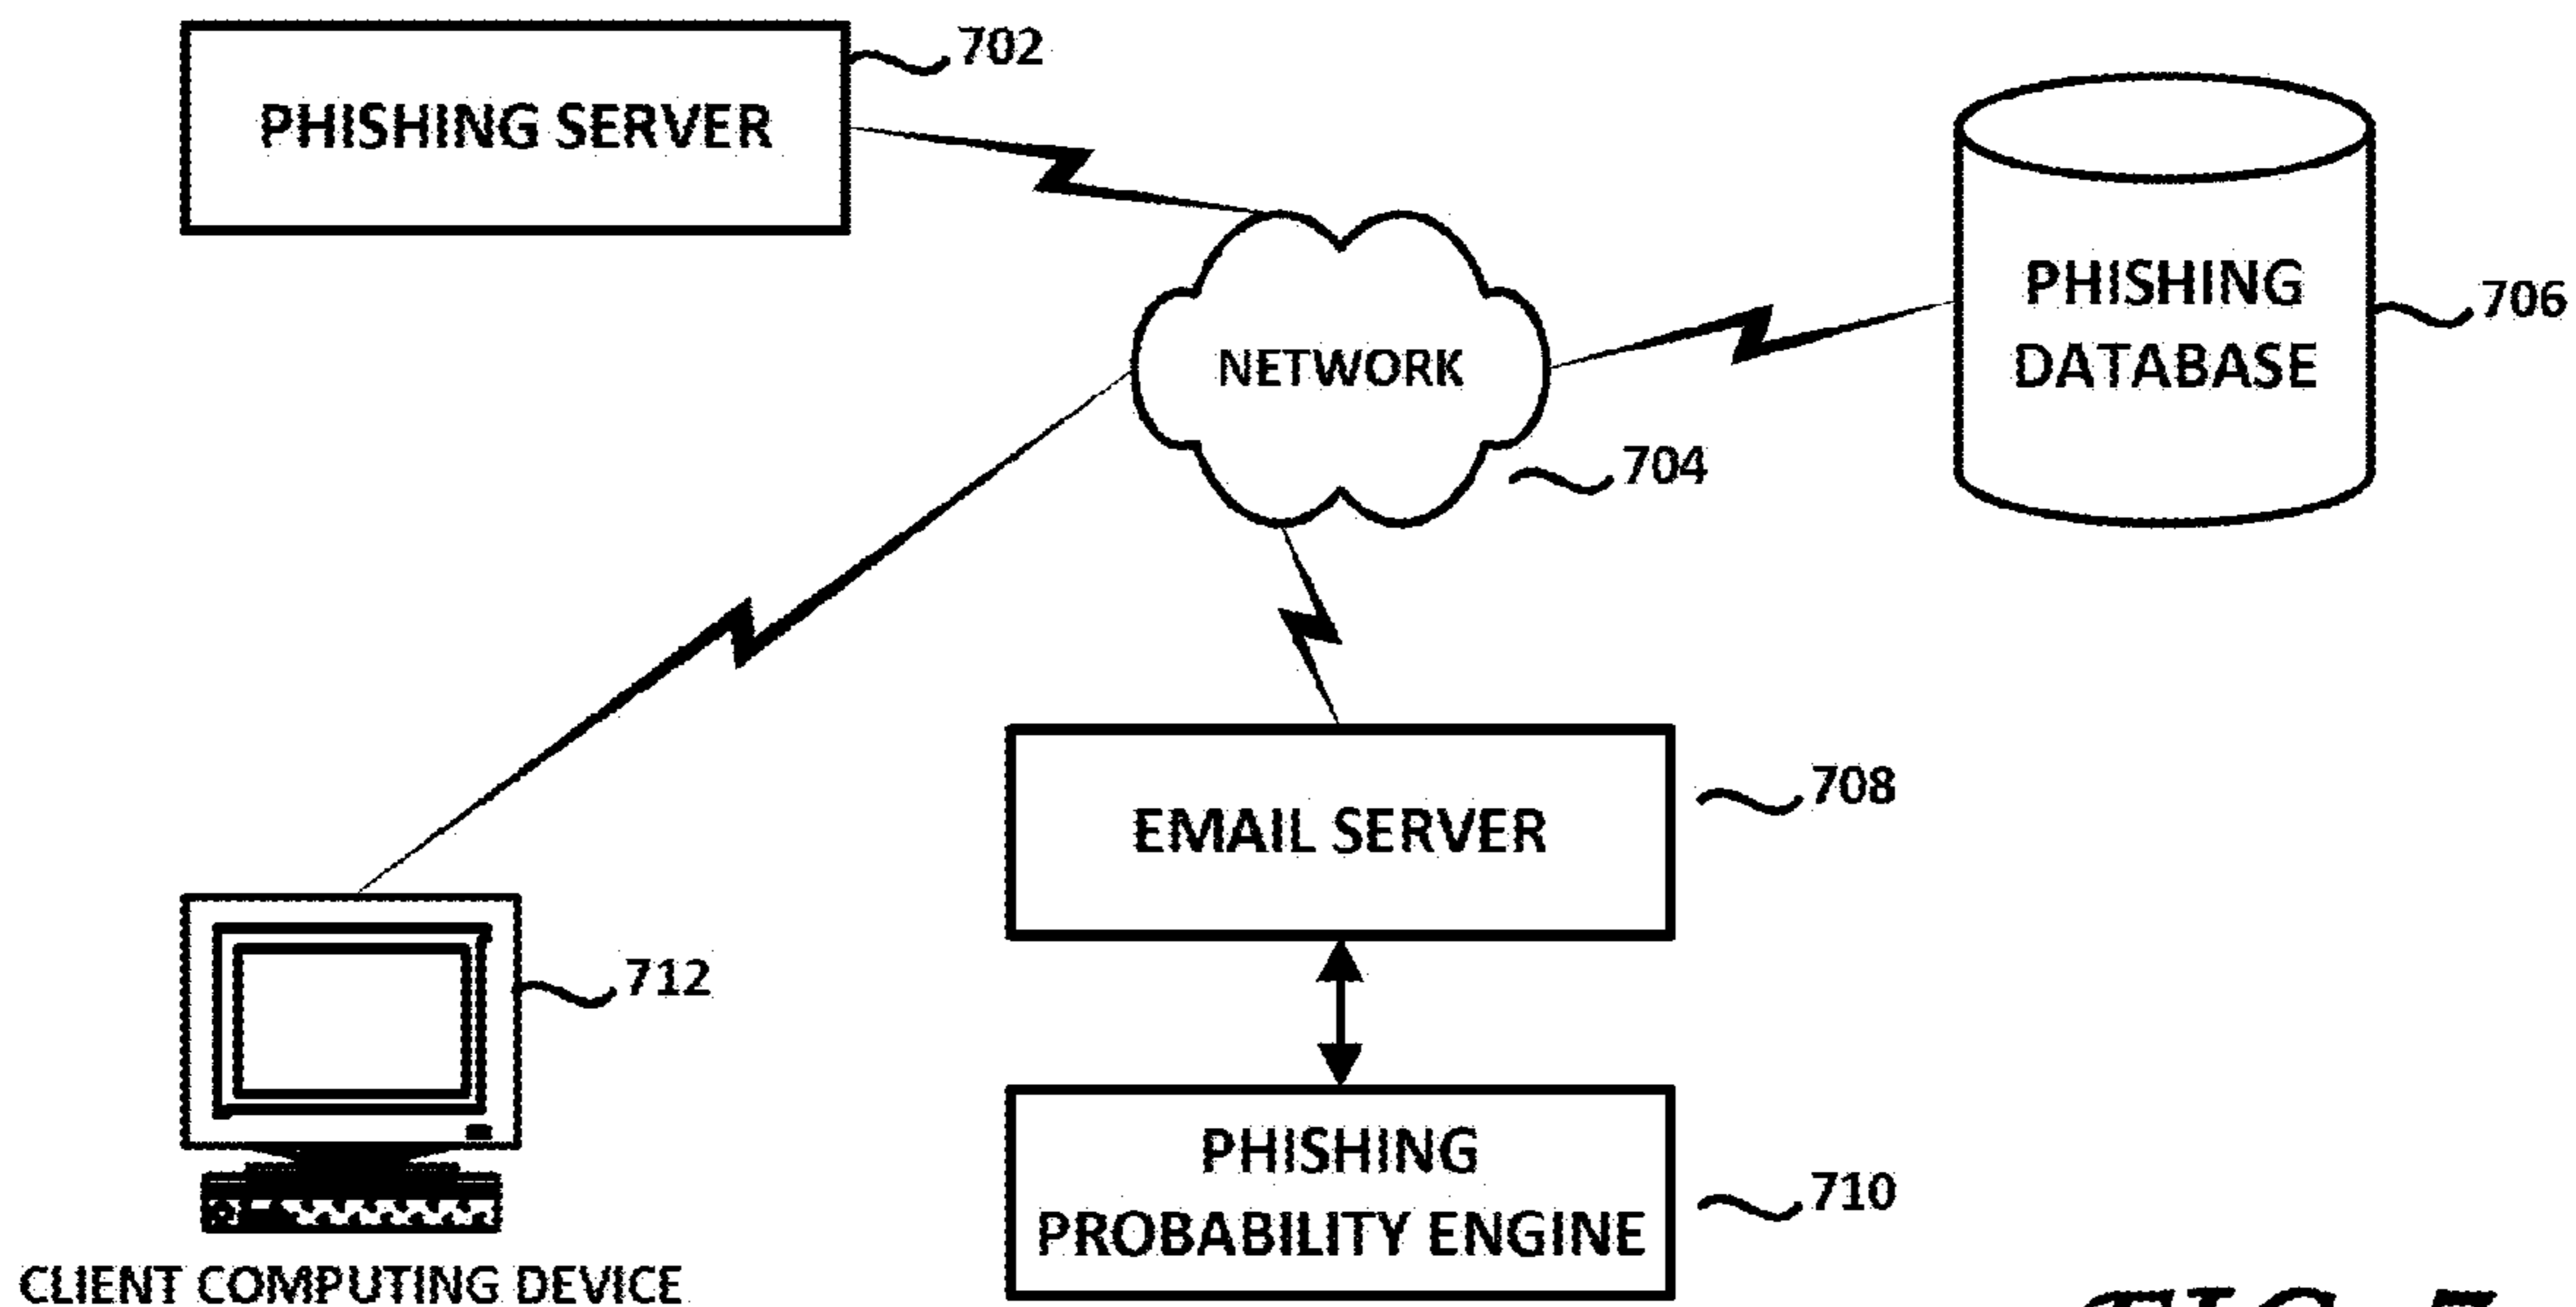 702
PHISHING SERVER
PHISHING
DATABASE
706
NETWORK
704
EMAIL SERVER
708
712
CLIENT COMPUTING DEVICE
PHISHING
PROBABILITY ENGINE
710